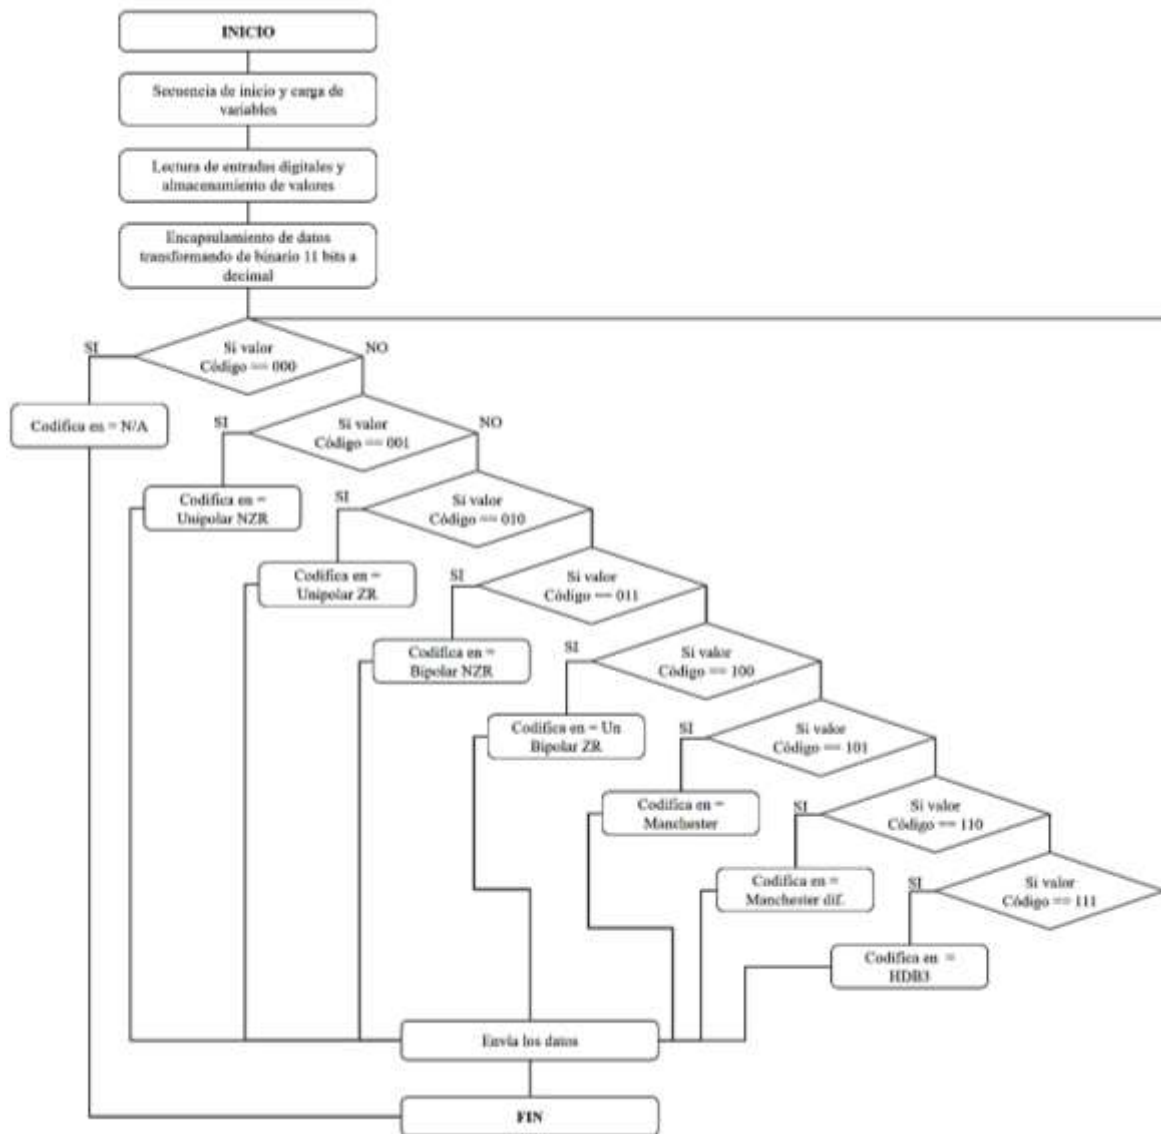 INICIO
Secuencia de inicio y carga de
variables
Lectura de entradas digitales y
almacenamiento de valores
Encapsulamiento de datos
transformando de binario 11 bits a
decimal
SI
Si valor
Código == 000
NO
Codifica en = N/A
SI
Si valor
Código == 001
NO
Codifica en =
Unipolar NZR
SI
Si valor
Código == 010
Codifica en =
Unipolar ZR
SI
Si valor
Código == 011
Codifica en =
Bipolar NZR
SI
Si valor
Código == 100
Codifica en = Un
Bipolar ZR
SI
Si valor
Código == 101
Codifica en =
Manchester
SI
Si valor
Código == 110
Codifica en =
Manchester dif.
SI
Si valor
Código == 111
Codifica en =
HDB3
Envía los datos
FIN